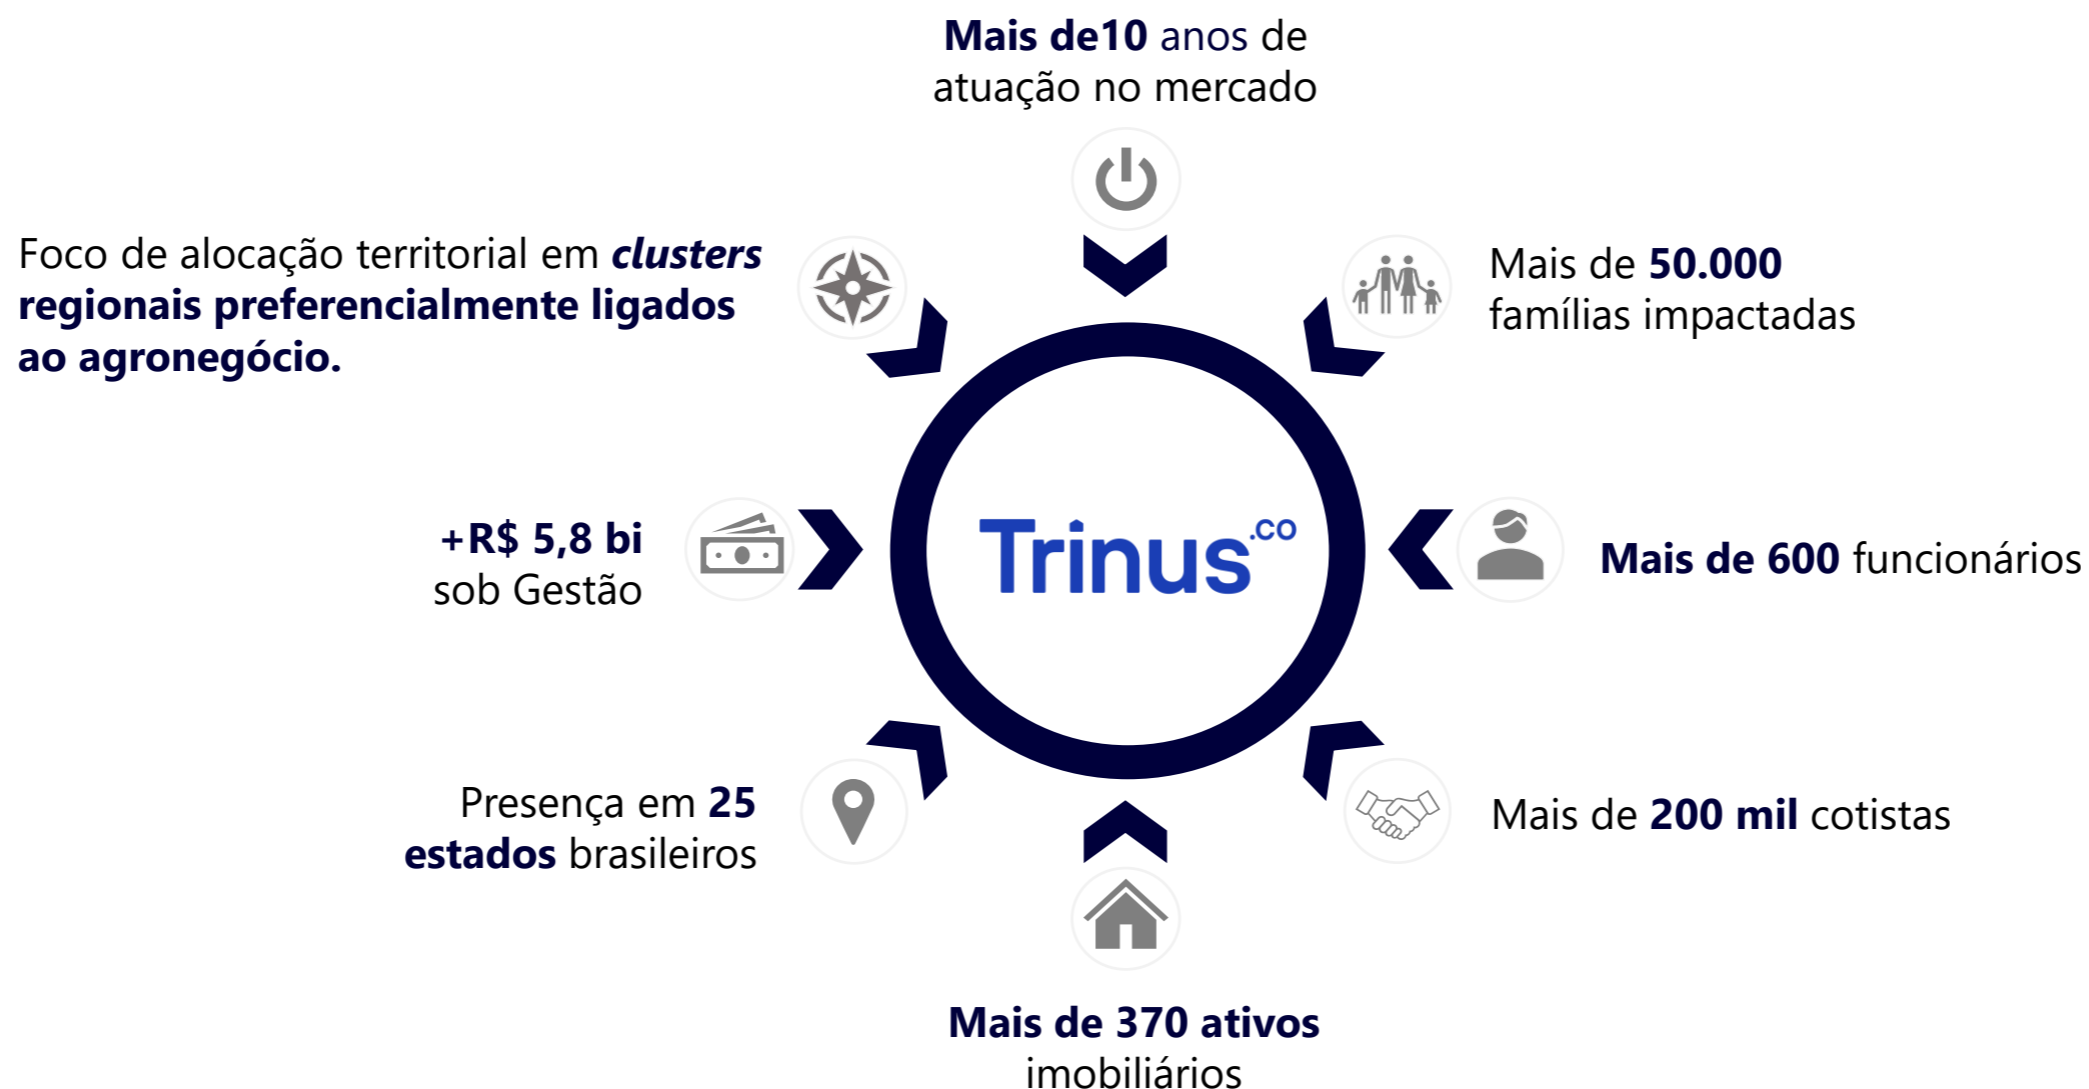 Mais de10 anos de
atuação no mercado
Foco de alocação territorial em clusters
regionais preferencialmente ligados
ao agronegócio.
Mais de 50.000
famílias impactadas
+R$ 5,8 bi
sob Gestão
Trinus.co
Mais de 600 funcionários
Presença em 25
estados brasileiros
Mais de 200 mil cotistas
Mais de 370 ativos
imobiliários